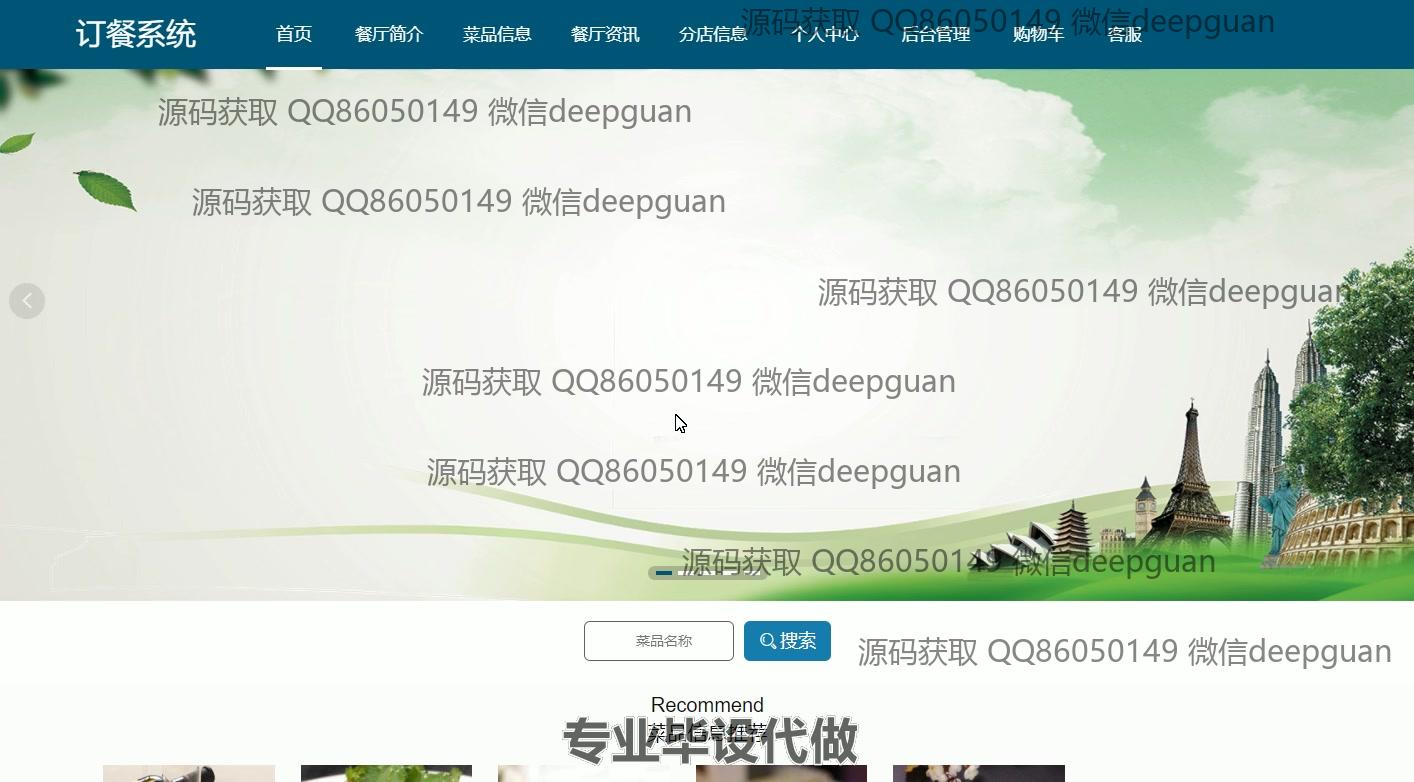 订餐系统 首页 餐厅简介 菜品信息 餐厅资讯 分店信息 个人中心 后台管理 购物车 客服
源码获取 QQ86050149 微信deepguan
源码获取 QQ86050149 微信deepguan
源码获取 QQ86050149 微信deepguan
源码获取 QQ86050149 微信deepguan
源码获取 QQ86050149 微信deepguan
源码获取 QQ86050149 微信deepguan
源码获取 QQ86050149 微信deepguan
菜品名称 搜索
源码获取 QQ86050149 微信deepguan
Recommend
菜品信息推荐
专业毕设代做